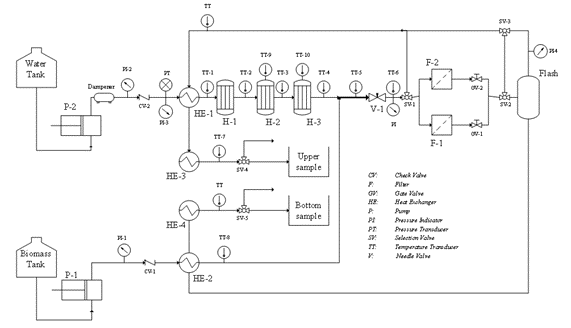 TT
SV-3
PI-4
Water
Tank
PI-2
PT
TT-1
TT-2
TT-9
TT-3
TT-10
TT-4
TT-5
TT-6
F-2
Flash
Dampener
P-2
CV-2
PI-3
HE-1
H-1
H-2
H-3
V-1
PI
SV-1
GV-2
SV-2
F-1
GV-1
TT-7
HE-3
SV-4
Upper
sample
TT
HE-4
SV-5
Bottom
sample
Biomass
Tank
PI-1
P-1
CV-1
HE-2
TT-8
CV: Check Valve
F: Filter
GV: Gate Valve
HE: Heat Exchanger
P: Pump
PI: Pressure Indicator
PT: Pressure Transducer
SV: Selection Valve
TT: Temperature Transducer
V: Needle Valve